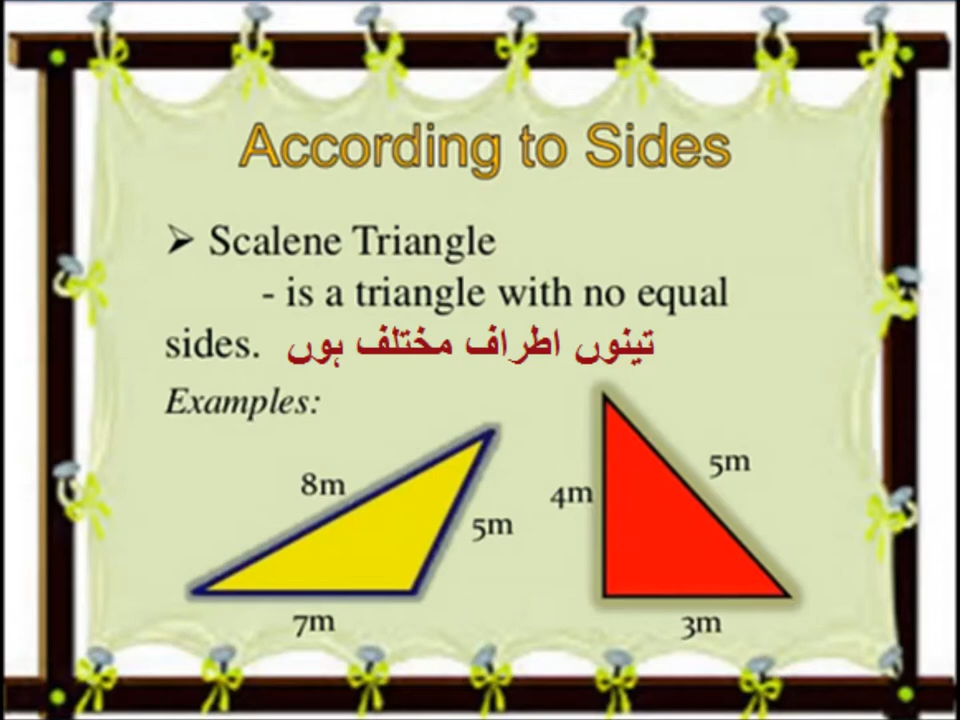 According to Sides
➢ Scalene Triangle
- is a triangle with no equal
sides. تینوں اطراف مختلف ہوں
Examples:
8m
5m
7m
4m
5m
3m